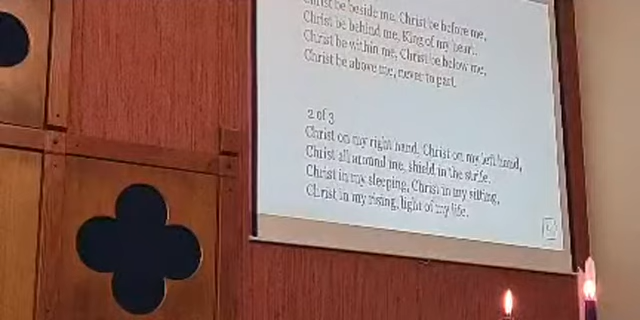 Christ be beside me, Christ be before me,
Christ be behind me, King of my heart.
Christ be within me, Christ be below me,
Christ be above me, never to part.
2 of 3
Christ on my right hand, Christ on my left hand,
Christ all around me, shield in the strife.
Christ in my sleeping, Christ in my sitting,
Christ in my rising, light of my life.